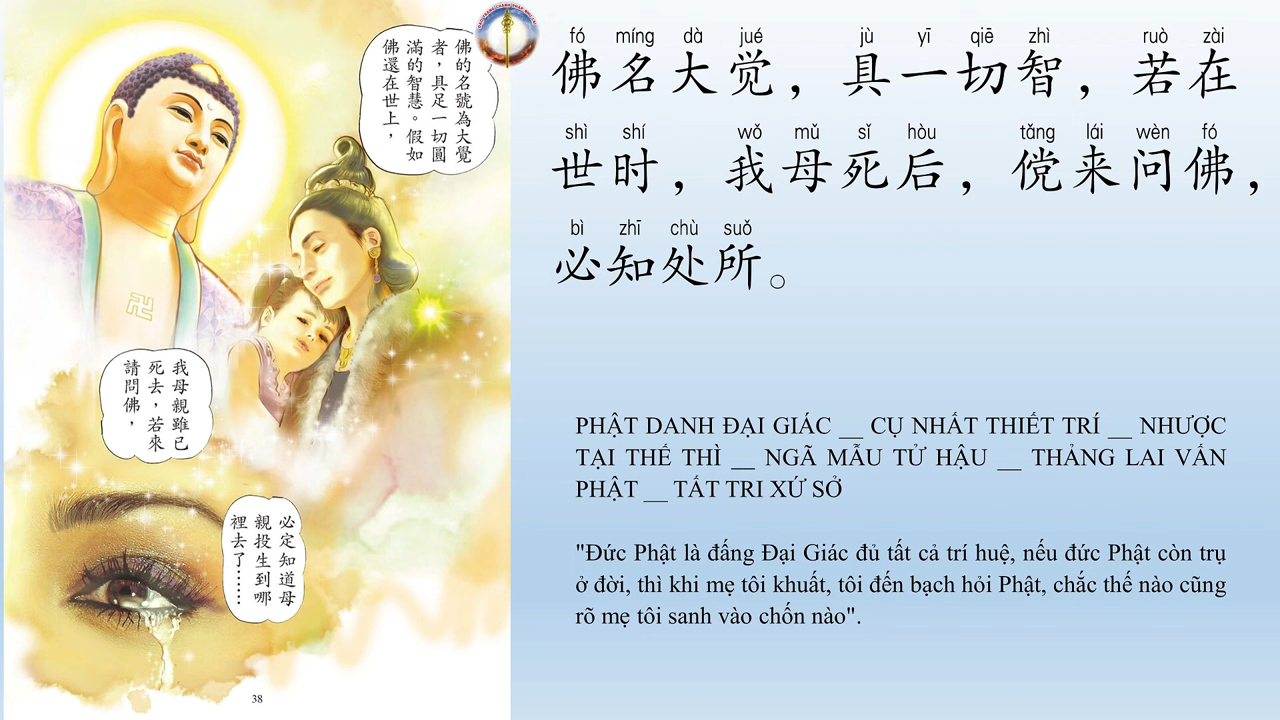 佛的名號為大覺
者，具足一切圓
滿的智慧。假如
佛還在世上，
我母親雖已
死去，若來
請問佛，
必定知道母
親投生到哪
裡去了……
38
fó míng dà jué jù yī qiē zhì ruò zài
佛名大觉，具一切智，若在
shì shí wǒ mǔ sǐ hòu tǎng lái wèn fó
世时，我母死后，傥来问佛，
bì zhī chù suǒ
必知处所。
PHẬT DANH ĐẠI GIÁC __ CỤ NHẤT THIẾT TRÍ __ NHƯỢC
TẠI THẾ THÌ __ NGÃ MẪU TỬ HẬU __ THẢNG LAI VẤN
PHẬT __ TẤT TRI XỨ SỞ
"Đức Phật là đấng Đại Giác đủ tất cả trí huệ, nếu đức Phật còn trụ
ở đời, thì khi mẹ tôi khuất, tôi đến bạch hỏi Phật, chắc thế nào cũng
rõ mẹ tôi sanh vào chốn nào".